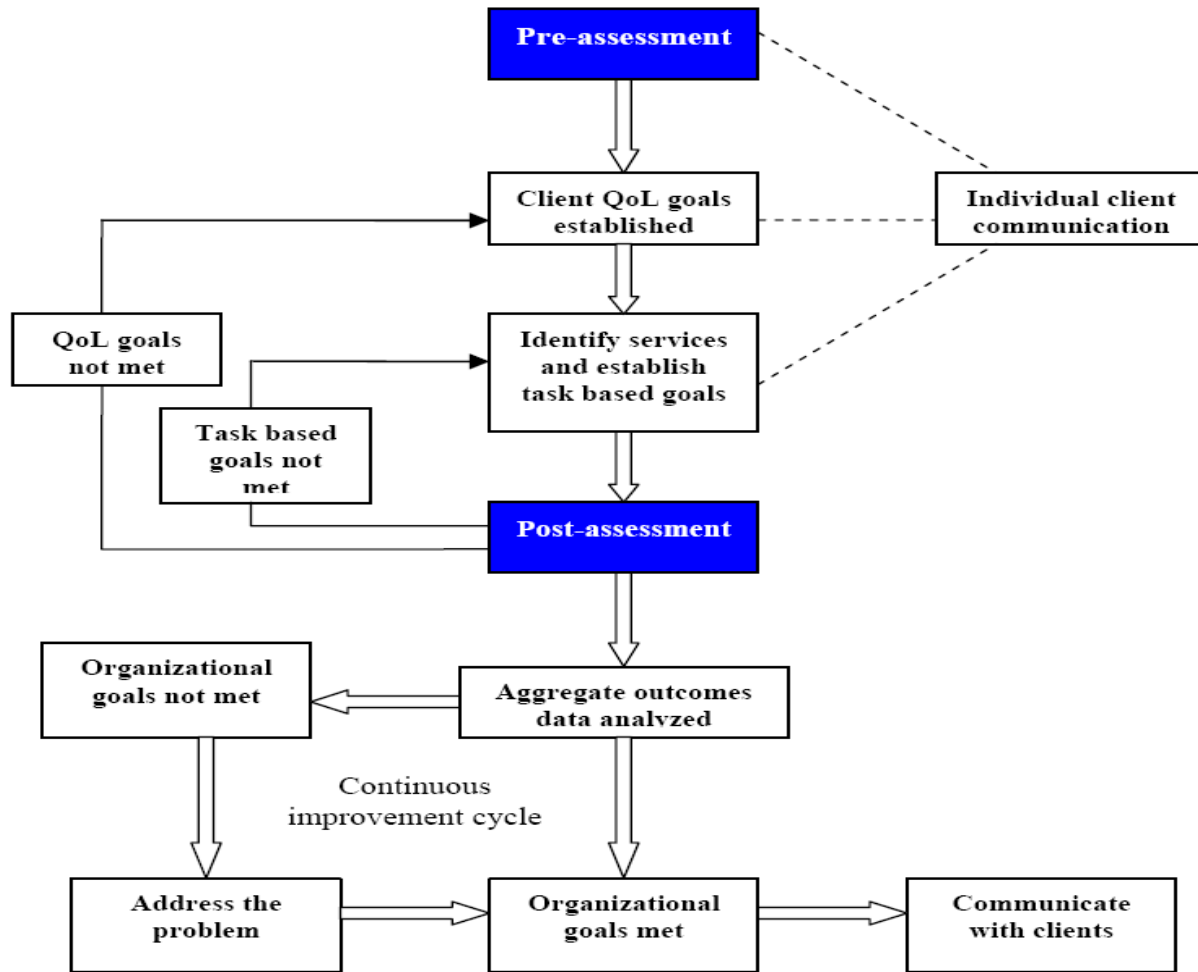 Pre-assessment
Client QoL goals
established
Individual client
communication
QoL goals
not met
Identify services
and establish
task based goals
Task based
goals not
met
Post-assessment
Organizational
goals not met
Aggregate outcomes
data analyzed
Continuous
improvement cycle
Address the
problem
Organizational
goals met
Communicate
with clients